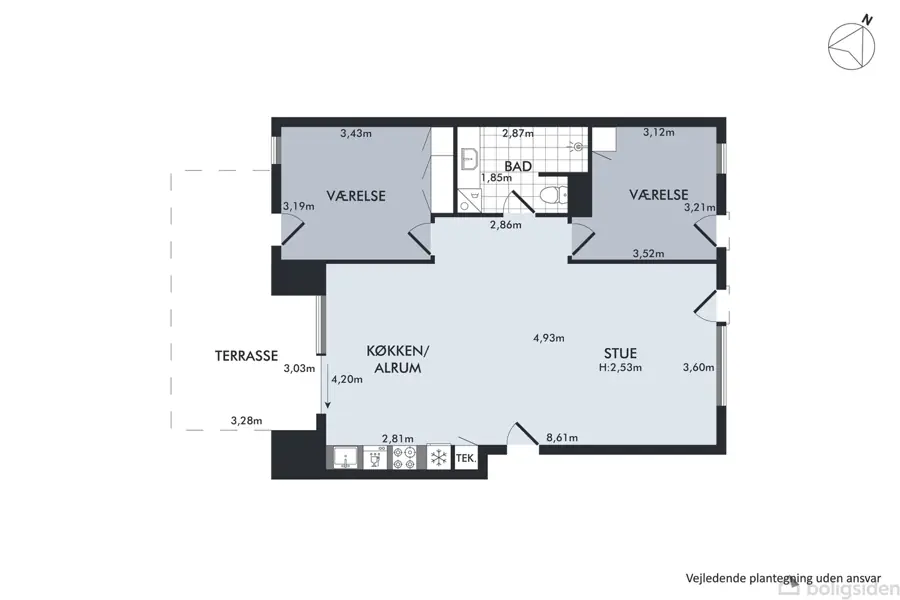 N
3,43m
2,87m
3,12m
BAD
1,85m
VÆRELSE
VÆRELSE
3,19m
3,21m
2,86m
3,52m
4,93m
KØKKEN/
ALRUM
STUE
H:2,53m
TERRASSE
3,03m
3,60m
4,20m
3,28m
2,81m
8,61m
TEK.
Vejledende plantegning uden ansvar
boligsiden